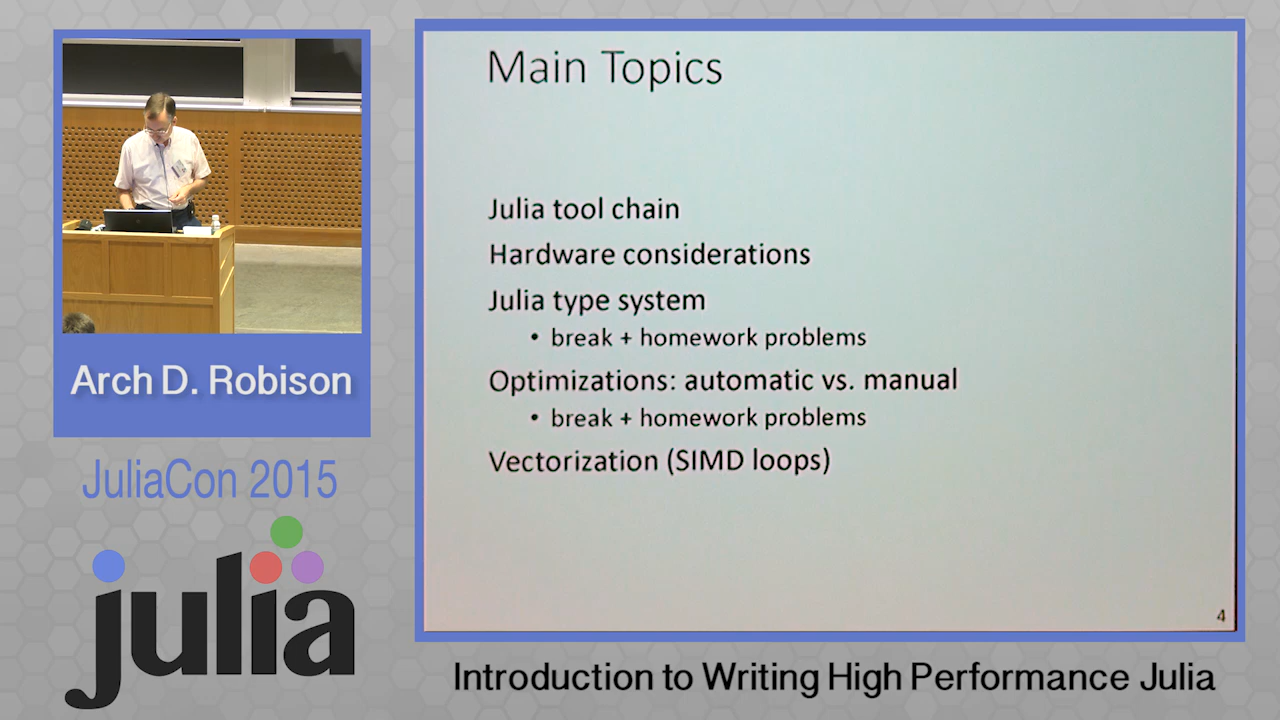 Main Topics
Julia tool chain
Hardware considerations
Julia type system
• break + homework problems
Optimizations: automatic vs. manual
• break + homework problems
Vectorization (SIMD loops)
4
Arch D. Robison
JuliaCon 2015
julia
Introduction to Writing High Performance Julia